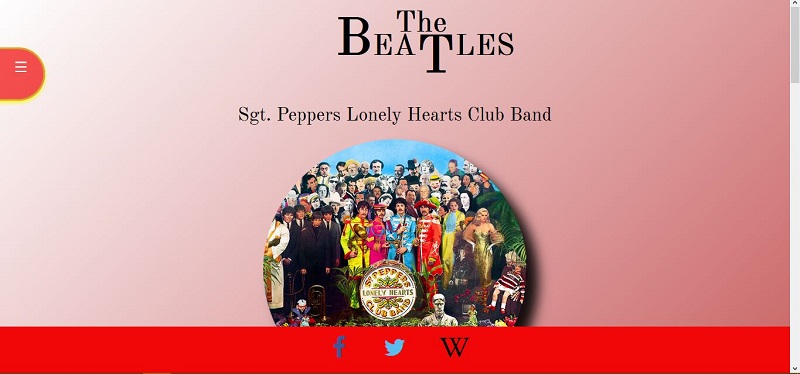 The
BEATLES
Sgt. Peppers Lonely Hearts Club Band
SGT. PEPPERS
LONELY HEARTS
CLUB BAND
f
W